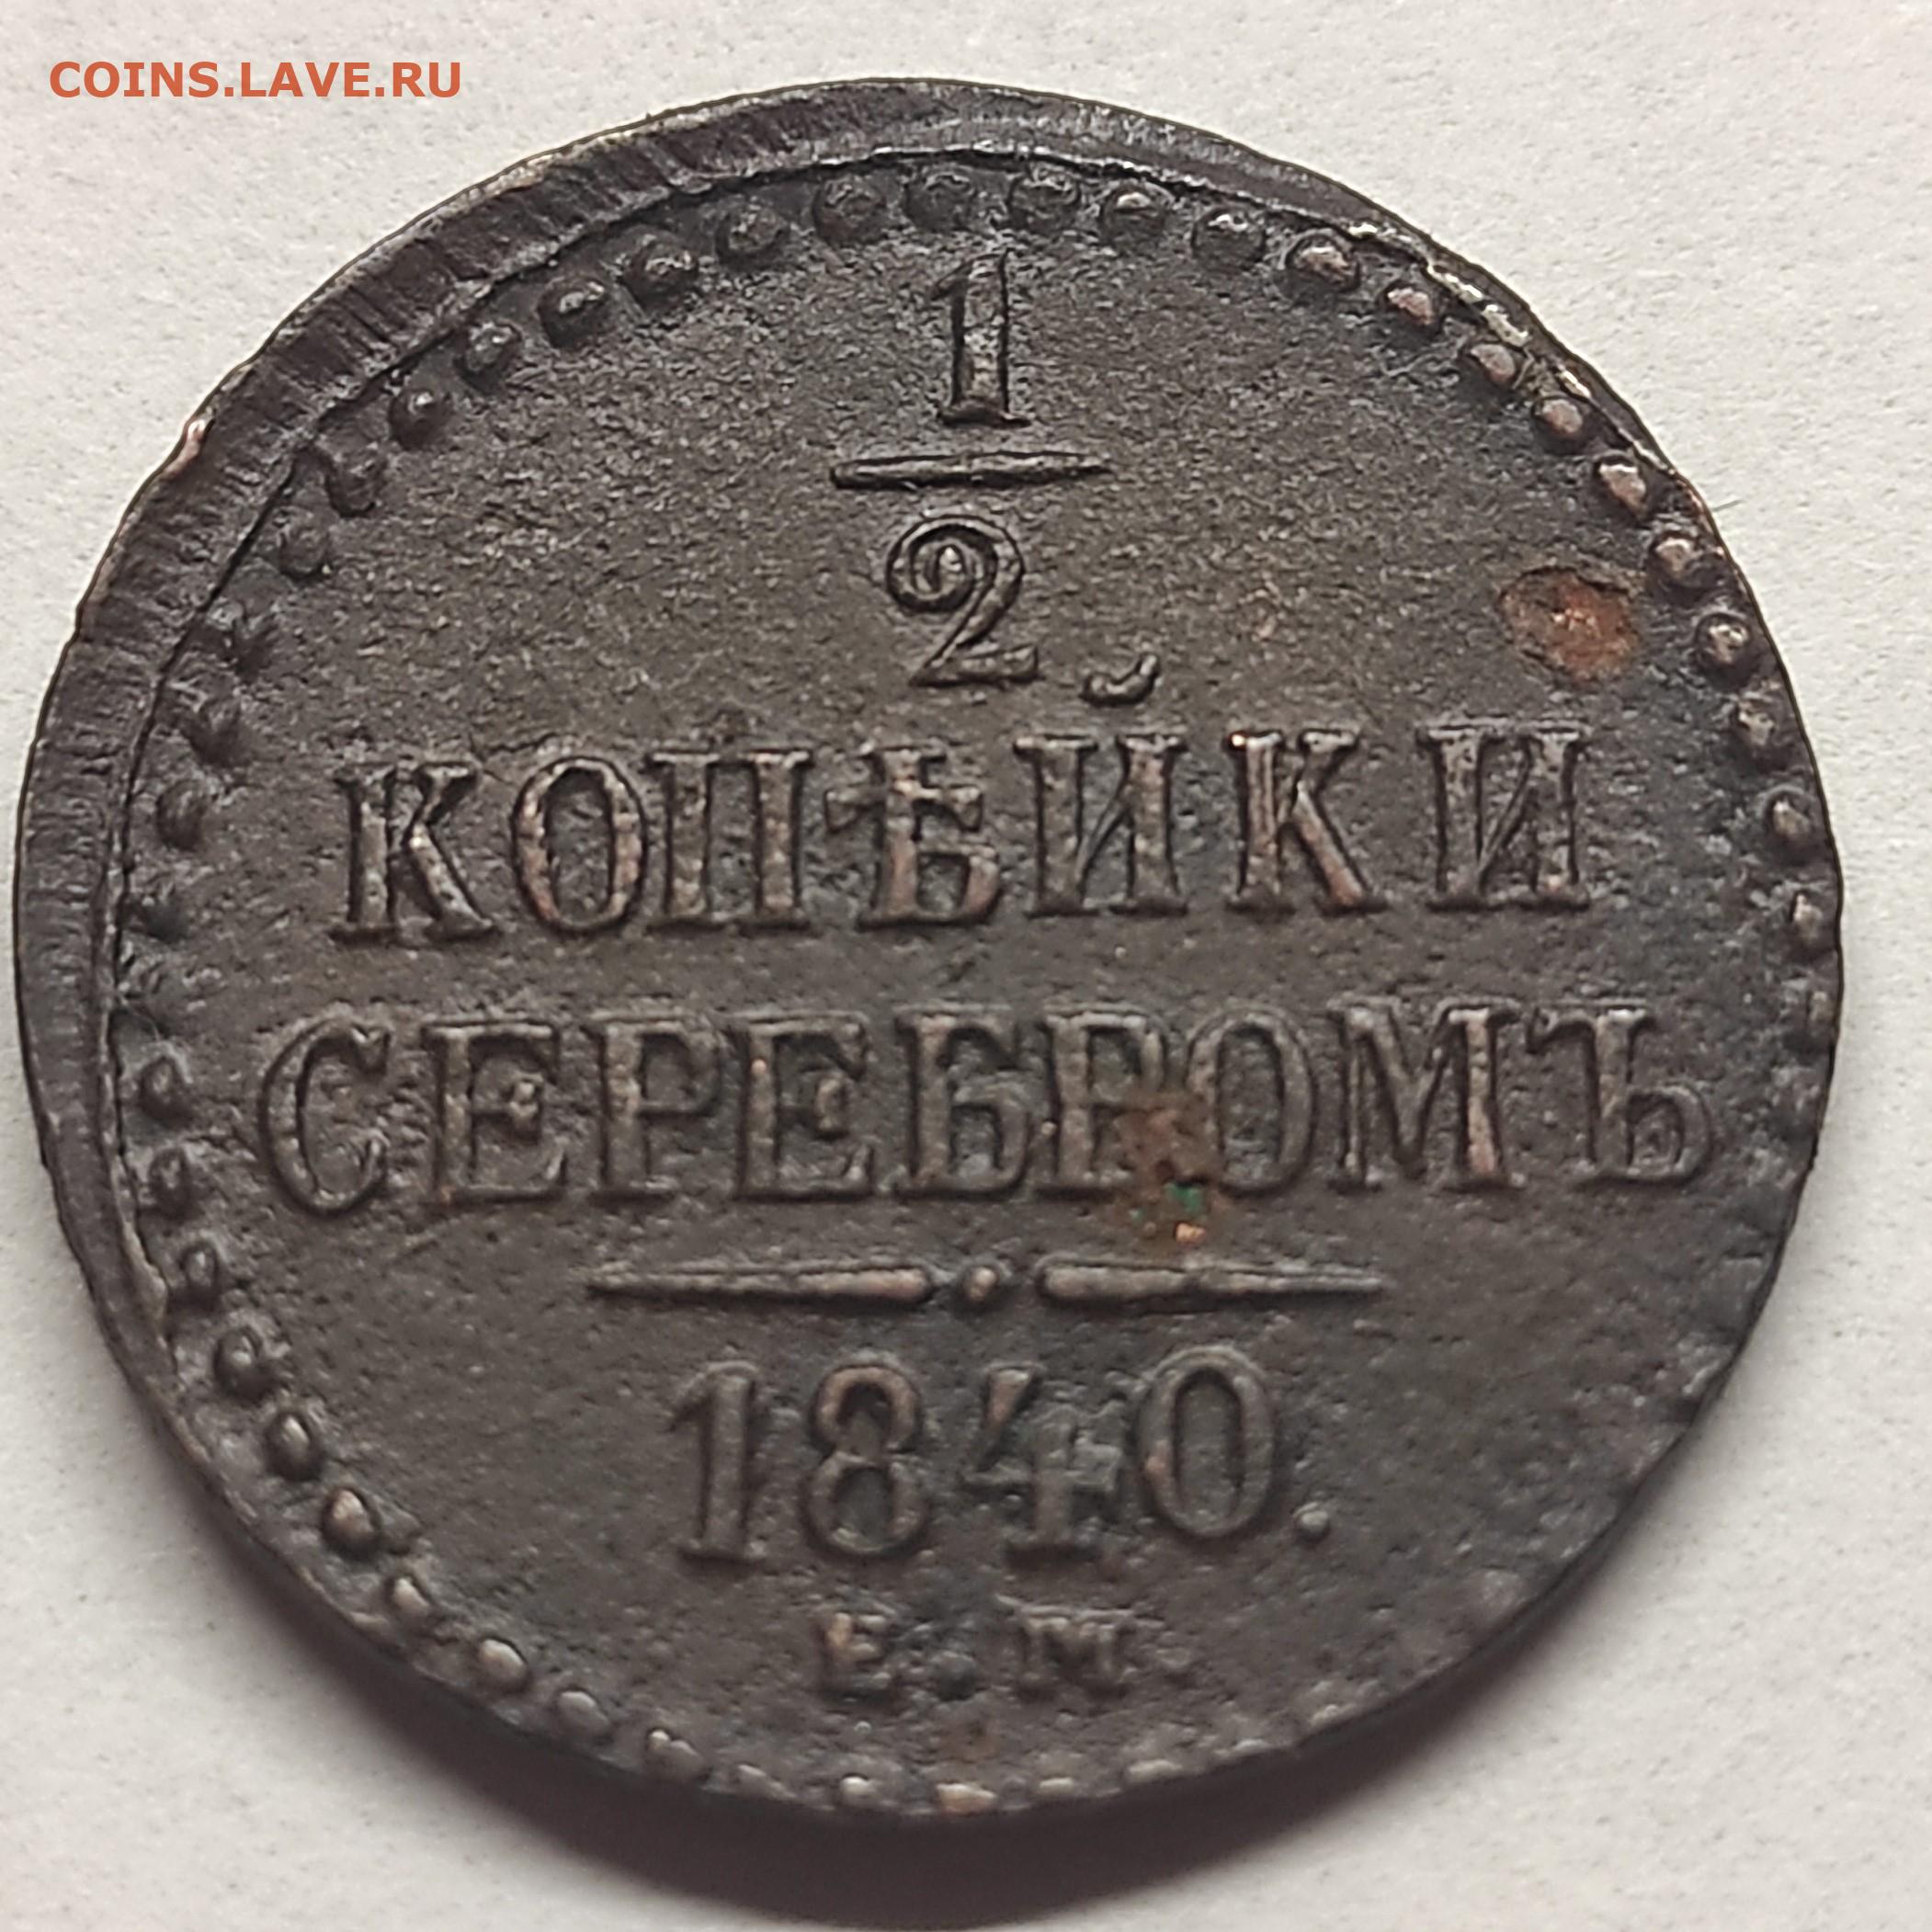 COINS.LAVE.RU
1
2
КОПѢЙКИ
СЕРЕБРОМЪ
1840.
Е.М.